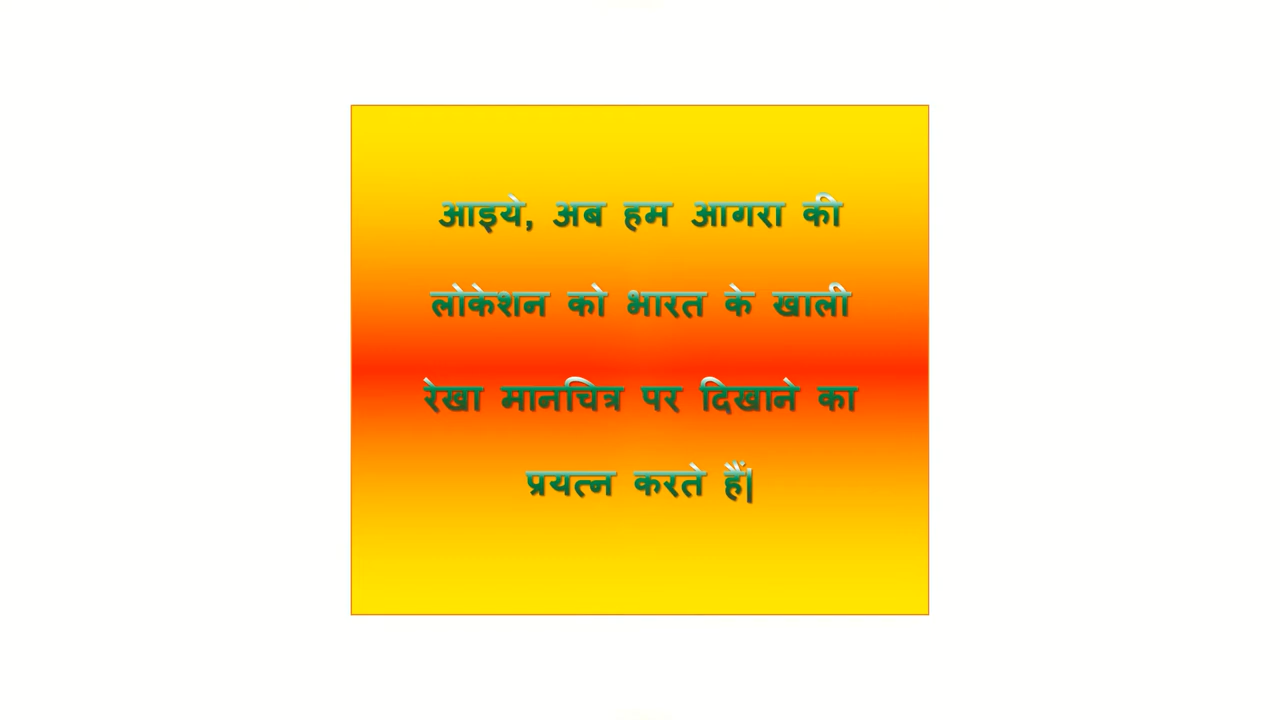 आइये, अब हम आगरा की
लोकेशन को भारत के खाली
रेखा मानचित्र पर दिखाने का
प्रयत्न करते हैं|